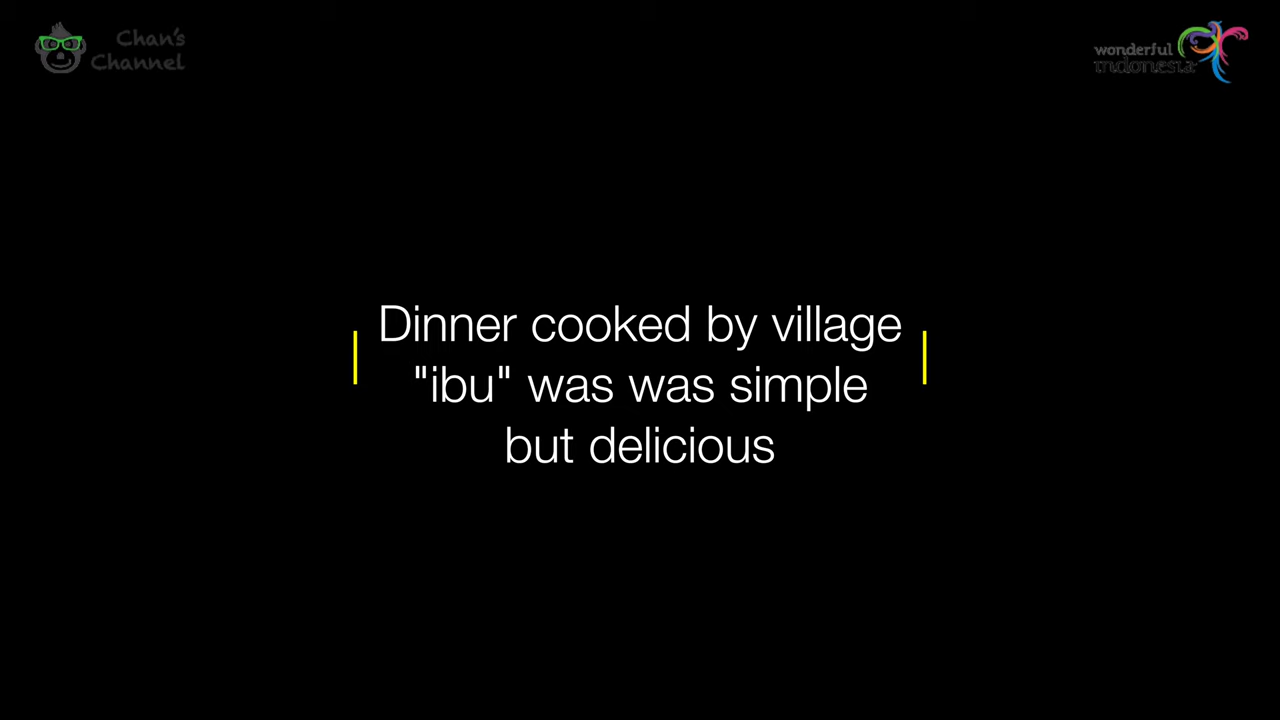 Chan's
Channel
wonderful
indonesia
Dinner cooked by village
"ibu" was was simple
but delicious